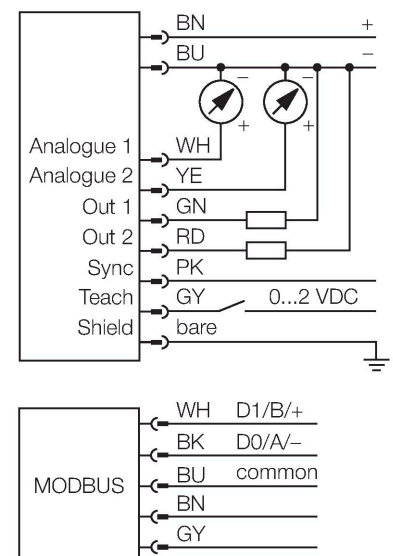 BN +
BU −
− −
+ +
Analogue 1 WH
Analogue 2 YE
Out 1 GN
Out 2 RD
Sync PK
Teach GY 0...2 VDC
Shield bare
WH D1/B/+
BK D0/A/−
BU common
MODBUS
BN
GY